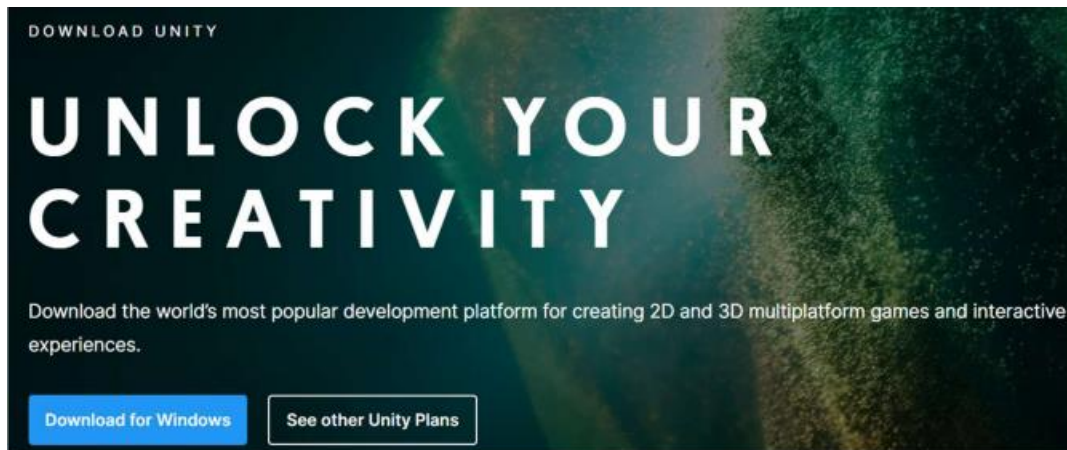 DOWNLOAD UNITY
UNLOCK YOUR
CREATIVITY
Download the world's most popular development platform for creating 2D and 3D multiplatform games and interactive
experiences.
Download for Windows
See other Unity Plans